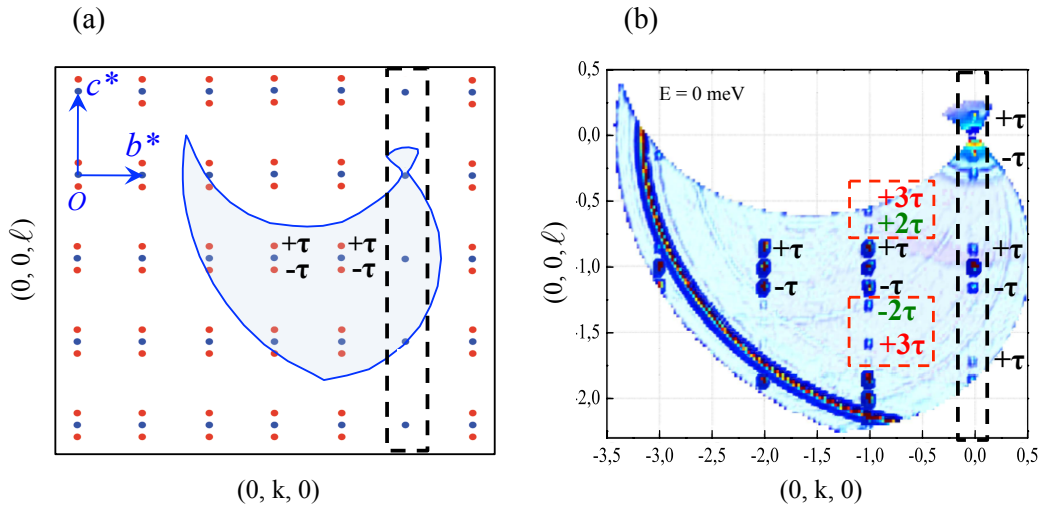 (a)
c*
b*
O
+τ +τ
-τ -τ
(0, 0, ℓ)
(0, k, 0)
(b)
E = 0 meV
0,5
0,0
-0,5
-1,0
-1,5
-2,0
+τ
-τ
+3τ
+2τ
+τ +τ +τ
-τ -τ -τ
-2τ
+3τ
+τ
-3,5 -3,0 -2,5 -2,0 -1,5 -1,0 -0,5 0,0 0,5
(0, 0, ℓ)
(0, k, 0)